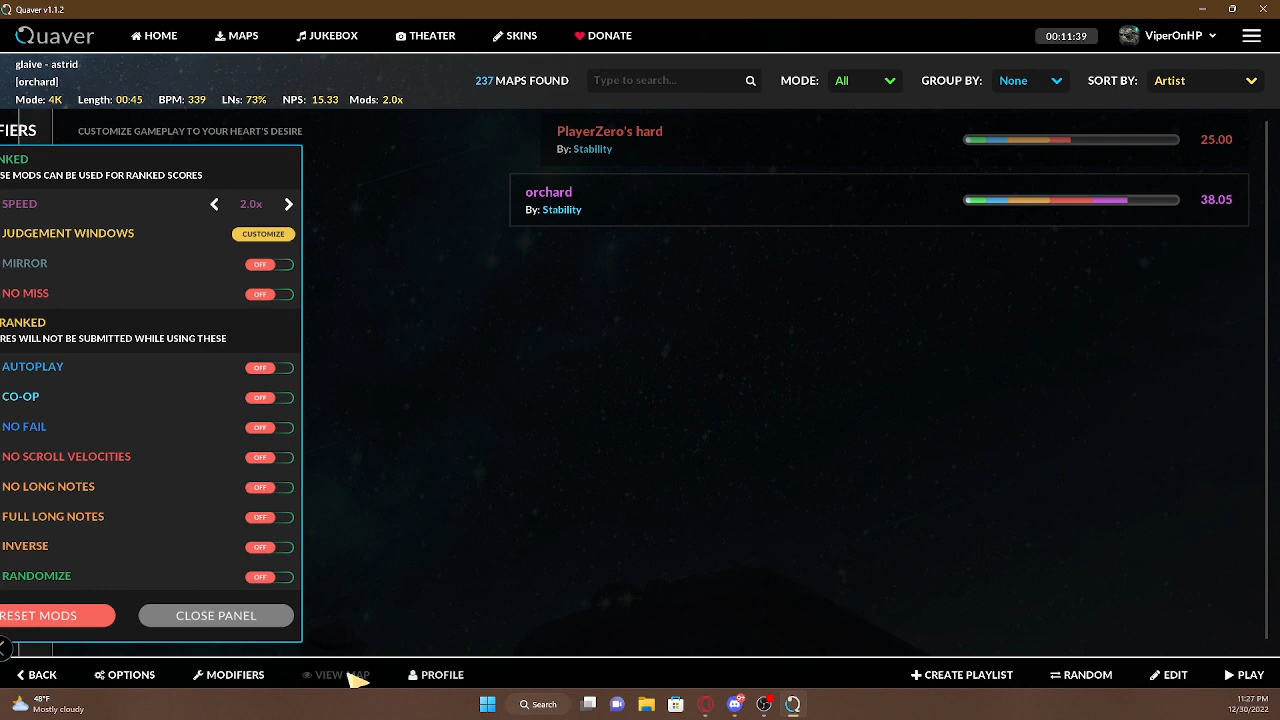 Quaver v1.1.2
Quaver HOME MAPS JUKEBOX THEATER SKINS DONATE 00:11:39 ViperOnHP
glaive - astrid
[orchard]
Mode: 4K Length: 00:45 BPM: 339 LNs: 73% NPS: 15.33 Mods: 2.0x
237 MAPS FOUND Type to search... MODE: All GROUP BY: None SORT BY: Artist
FIERS CUSTOMIZE GAMEPLAY TO YOUR HEART'S DESIRE
NKED
SE MODS CAN BE USED FOR RANKED SCORES
SPEED 2.0x
JUDGEMENT WINDOWS CUSTOMIZE
MIRROR OFF
NO MISS OFF
RANKED
RES WILL NOT BE SUBMITTED WHILE USING THESE
AUTOPLAY OFF
CO-OP OFF
NO FAIL OFF
NO SCROLL VELOCITIES OFF
NO LONG NOTES OFF
FULL LONG NOTES OFF
INVERSE OFF
RANDOMIZE OFF
RESET MODS CLOSE PANEL
PlayerZero's hard
By: Stability
25.00
orchard
By: Stability
38.05
BACK OPTIONS MODIFIERS VIEW MAP PROFILE CREATE PLAYLIST RANDOM EDIT PLAY
48°F
Mostly cloudy
Search
11:27 PM
12/30/2022